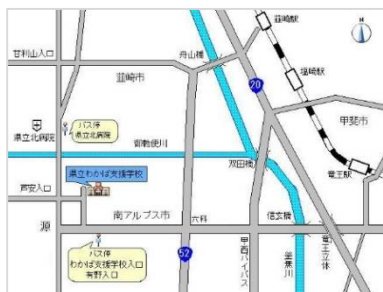 韮崎駅
甘利山入口
舟山橋
韮崎市
20
塩崎駅
甲斐市
バス停
県立北病院
県立北病院
御勅使川
双田橋
竜王駅
県立わかば支援学校
芦安入口
南アルプス市
六科
信玄橋
源
バス停
わかば支援学校入口
有野入口
52
甲西バイパス
釜無川
竜王立体